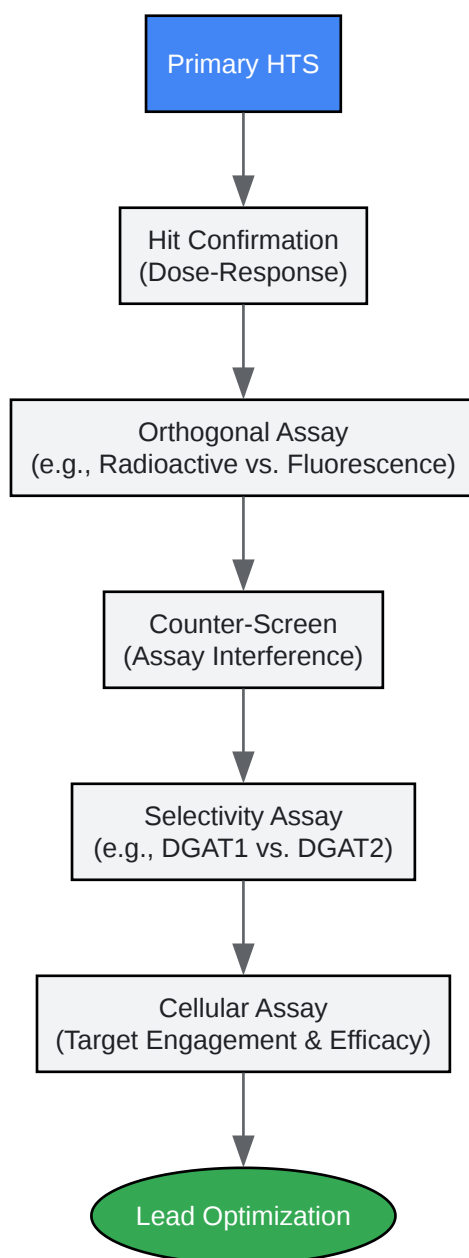 Primary HTS
Hit Confirmation
(Dose-Response)
Orthogonal Assay
(e.g., Radioactive vs. Fluorescence)
Counter-Screen
(Assay Interference)
Selectivity Assay
(e.g., DGAT1 vs. DGAT2)
Cellular Assay
(Target Engagement & Efficacy)
Lead Optimization